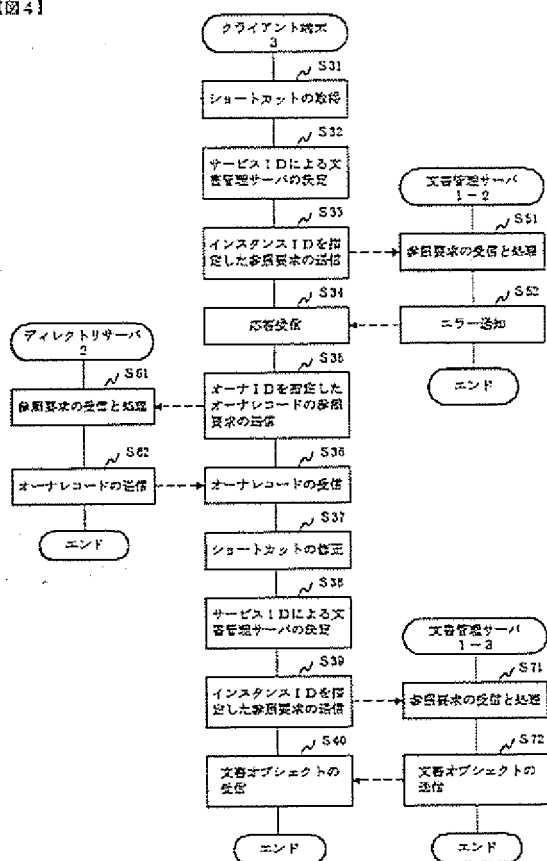 【図4】
クライアント端末
3
S31
ショートカットの取得
S32
サービスIDによる文
書管理サーバの決定
S33
インスタンスIDを指
定した参照要求の送信
S34
応答受信
S35
オーナIDを指定した
オーナレコードの参照
要求の送信
S36
オーナレコードの受信
S37
ショートカットの修正
S38
サービスIDによる文
書管理サーバの決定
S39
インスタンスIDを指
定した参照要求の送信
S40
文書オブジェクトの
受信
エンド
文書管理サーバ
1-2
S51
参照要求の受信と処理
S52
エラー通知
エンド
ディレクトリサーバ
2
S61
参照要求の受信と処理
S62
オーナレコードの送信
エンド
文書管理サーバ
1-3
S71
参照要求の受信と処理
S72
文書オブジェクトの
送信
エンド